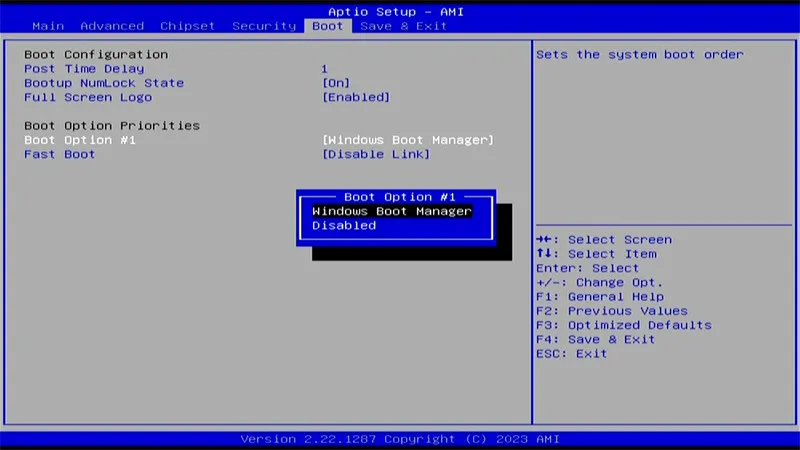 Aptio Setup – AMI
Main Advanced Chipset Security Boot Save & Exit
Boot Configuration
Post Time Delay 1
Bootup NumLock State [On]
Full Screen Logo [Enabled]
Boot Option Priorities
Boot Option #1 [Windows Boot Manager]
Fast Boot [Disable Link]
Boot Option #1
Windows Boot Manager
Disabled
Sets the system boot order
→←: Select Screen
↑↓: Select Item
Enter: Select
+/-: Change Opt.
F1: General Help
F2: Previous Values
F3: Optimized Defaults
F4: Save & Exit
ESC: Exit
Version 2.22.1287 Copyright (C) 2023 AMI